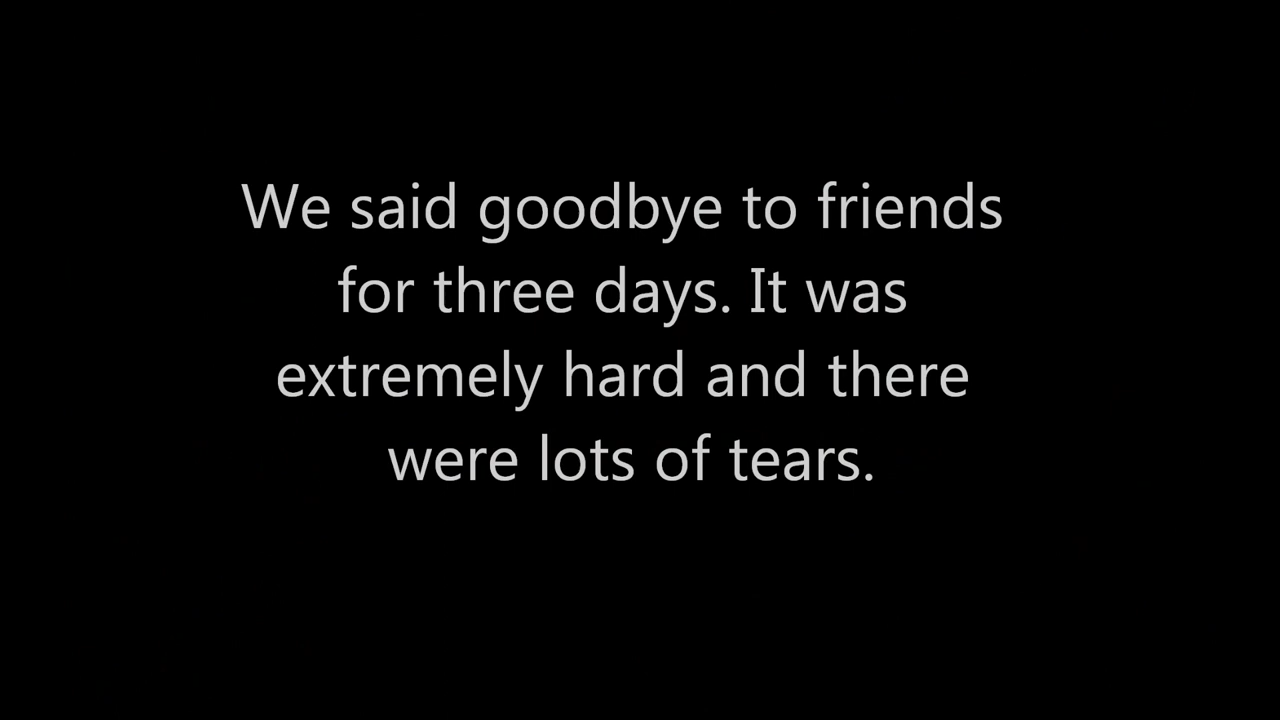 We said goodbye to friends
for three days. It was
extremely hard and there
were lots of tears.